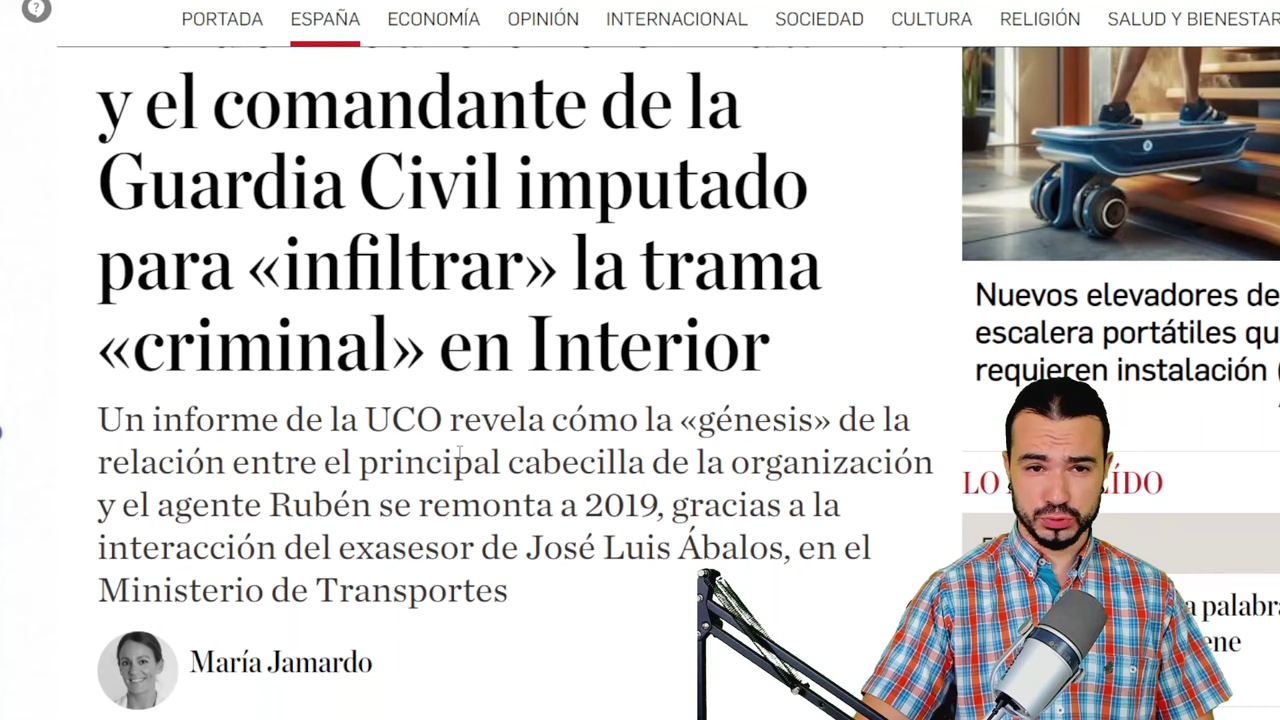 PORTADA ESPAÑA ECONOMÍA OPINIÓN INTERNACIONAL SOCIEDAD CULTURA RELIGIÓN SALUD Y BIENESTAR
y el comandante de la
Guardia Civil imputado
para «infiltrar» la trama
«criminal» en Interior
Un informe de la UCO revela cómo la «génesis» de la
relación entre el principal cabecilla de la organización
y el agente Rubén se remonta a 2019, gracias a la
interacción del exasesor de José Luis Ábalos, en el
Ministerio de Transportes
María Jamardo
Nuevos elevadores de
escalera portátiles qu
requieren instalación (
LO